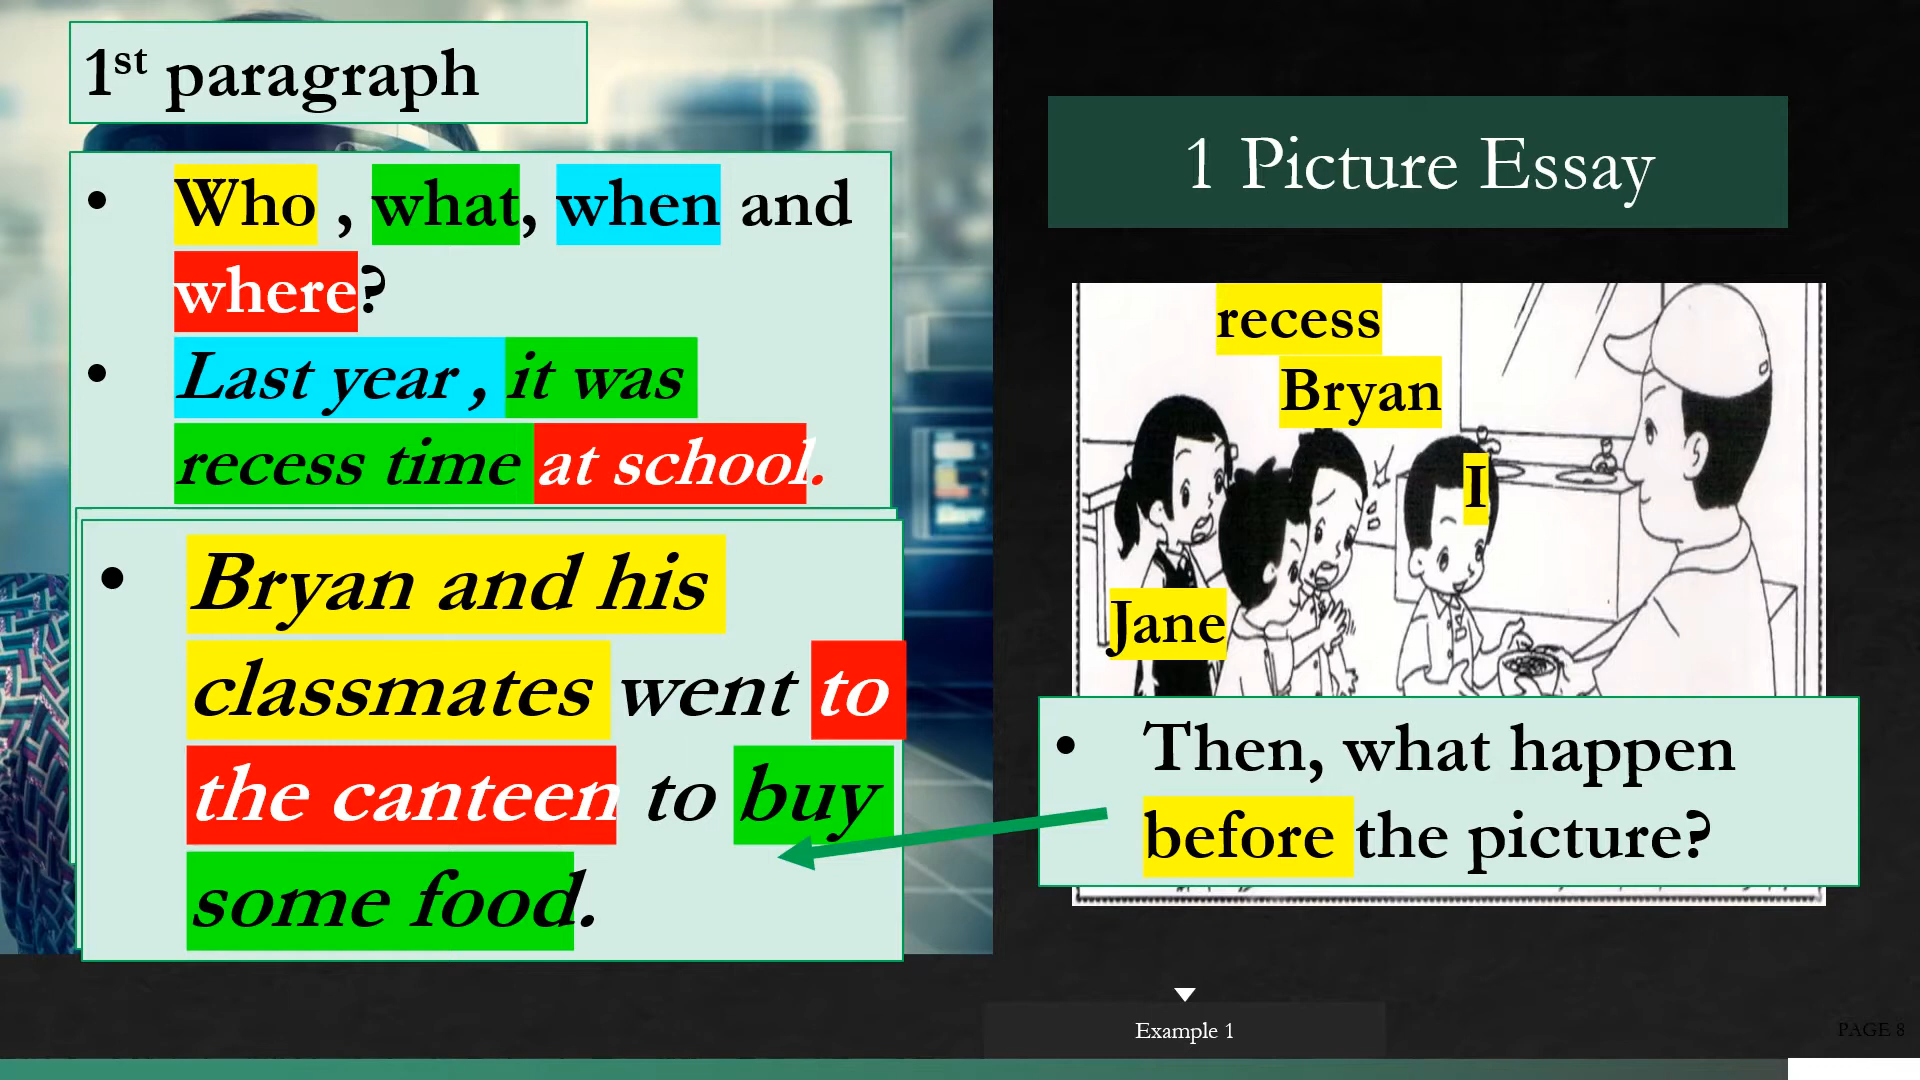 1st paragraph
• Who , what, when and
where?
• Last year , it was
recess time at school.
• Bryan and his
classmates went to
the canteen to buy
some food.
1 Picture Essay
recess
Bryan
I
Jane
• Then, what happen
before the picture?
Example 1
PAGE 8